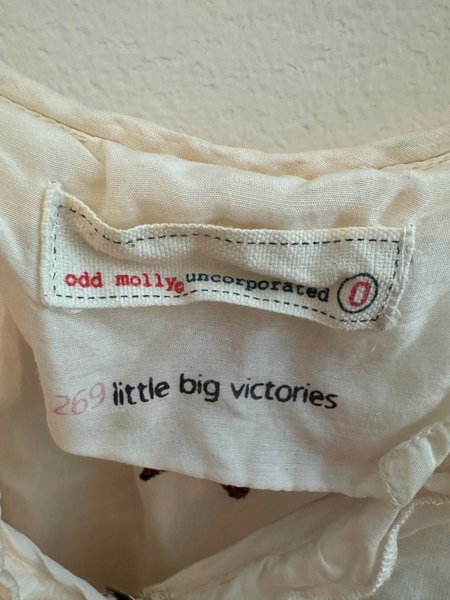 odd molly© uncorporated 0
269 little big victories